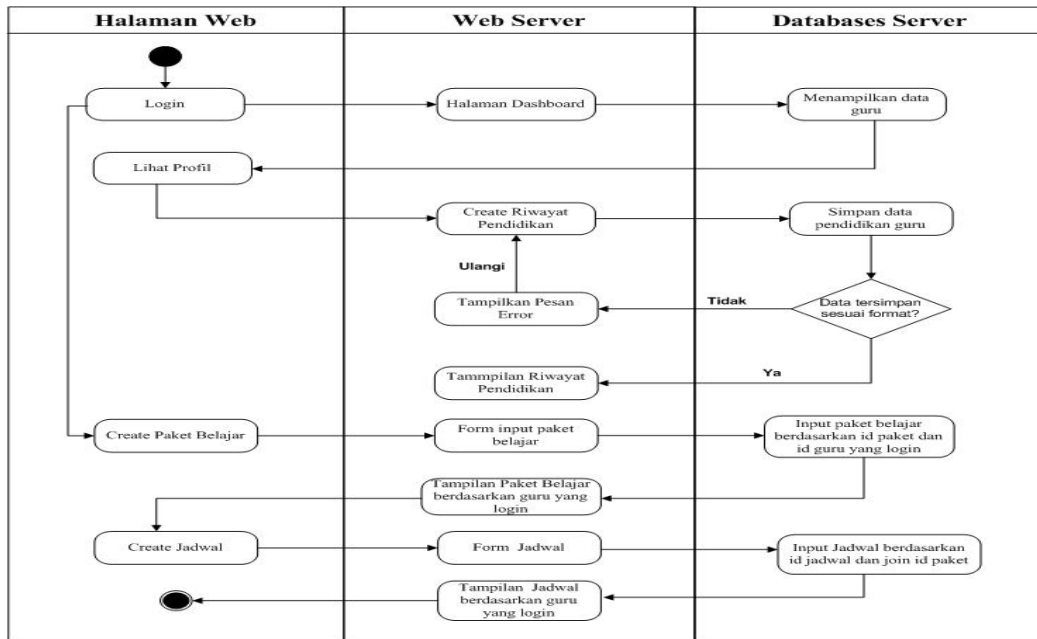 Halaman Web
Web Server
Databases Server
Login
Halaman Dashboard
Menampilkan data
guru
Lihat Profil
Create Riwayat
Pendidikan
Simpan data
pendidikan guru
Ulangi
Tampilkan Pesan
Error
Tidak
Data tersimpan
sesuai format?
Tammpilan Riwayat
Pendidikan
Ya
Create Paket Belajar
Form input paket
belajar
Input paket belajar
berdasarkan id paket dan
id guru yang login
Tampilan Paket Belajar
berdasarkan guru yang
login
Create Jadwal
Form Jadwal
Input Jadwal berdasarkan
id jadwal dan join id paket
Tampilan Jadwal
berdasarkan guru
yang login